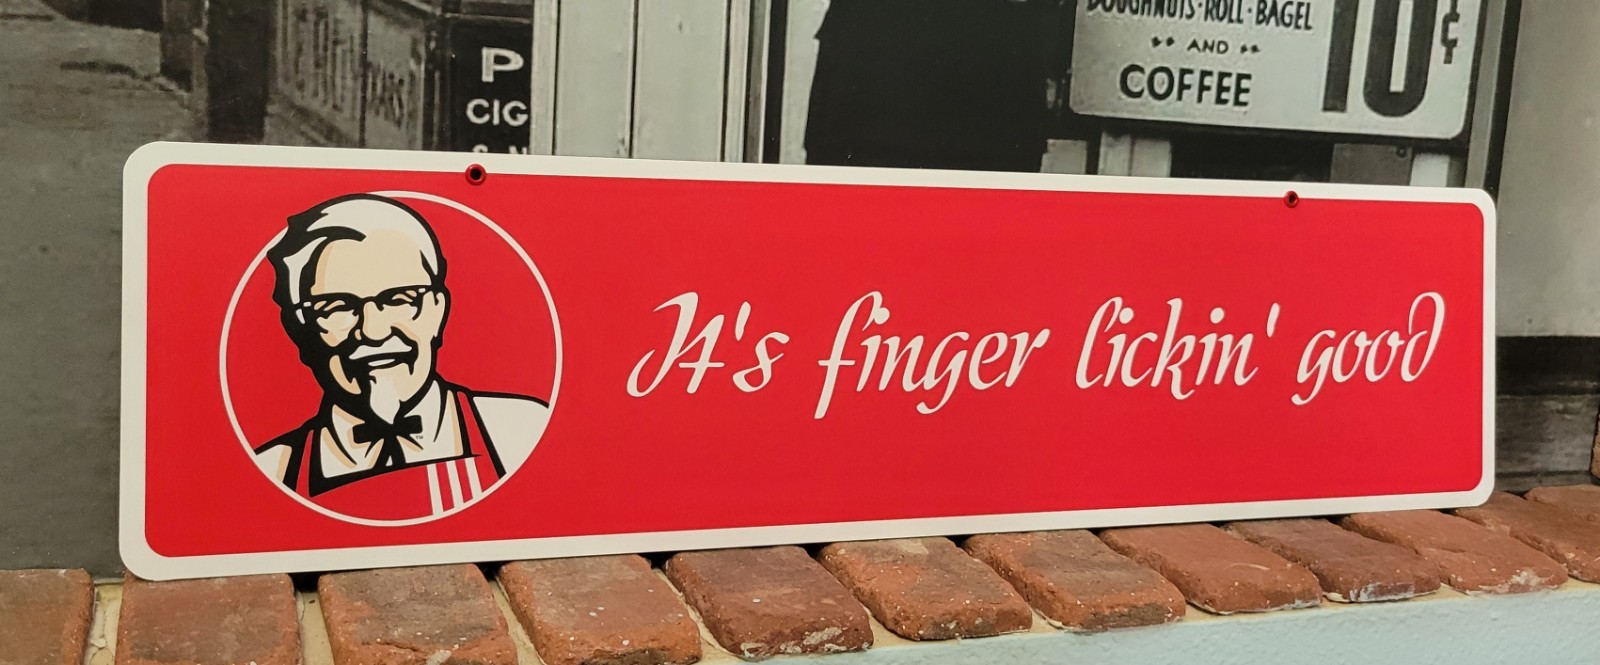 DOUGHNUTS·ROLL·BAGEL
AND
COFFEE
10¢
P
CIG
It's finger lickin' good